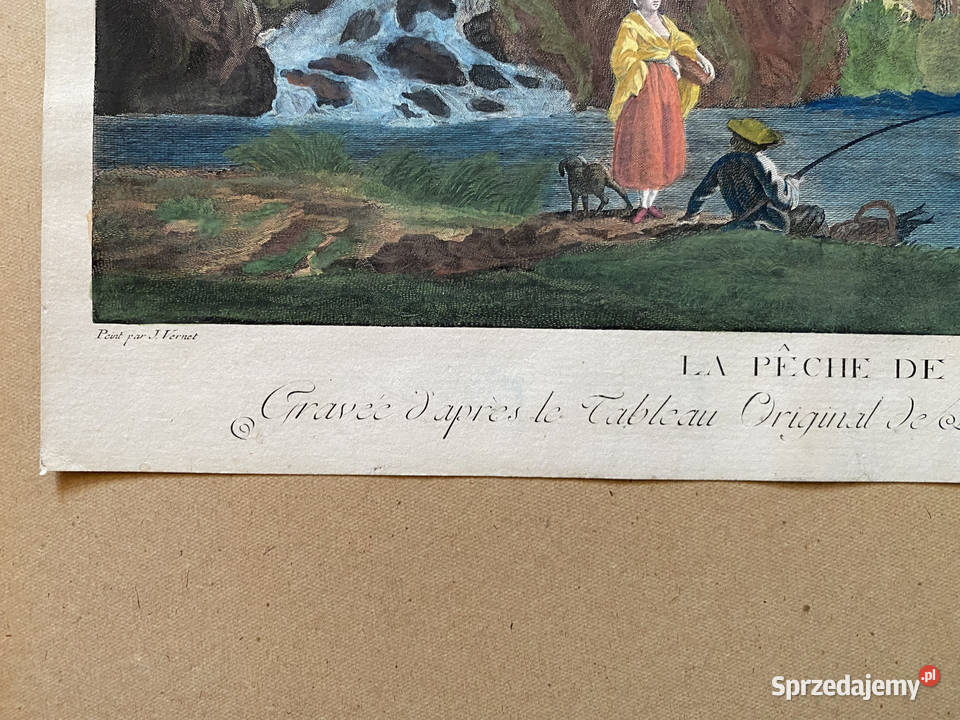 Peint par J. Vernet
LA PÊCHE DE
Gravée d'après le Tableau Original de
Sprzedajemy.pl